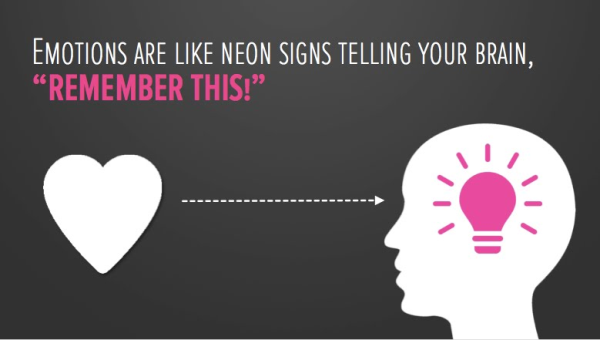 Emotions are like neon signs telling your brain,
“REMEMBER THIS!”